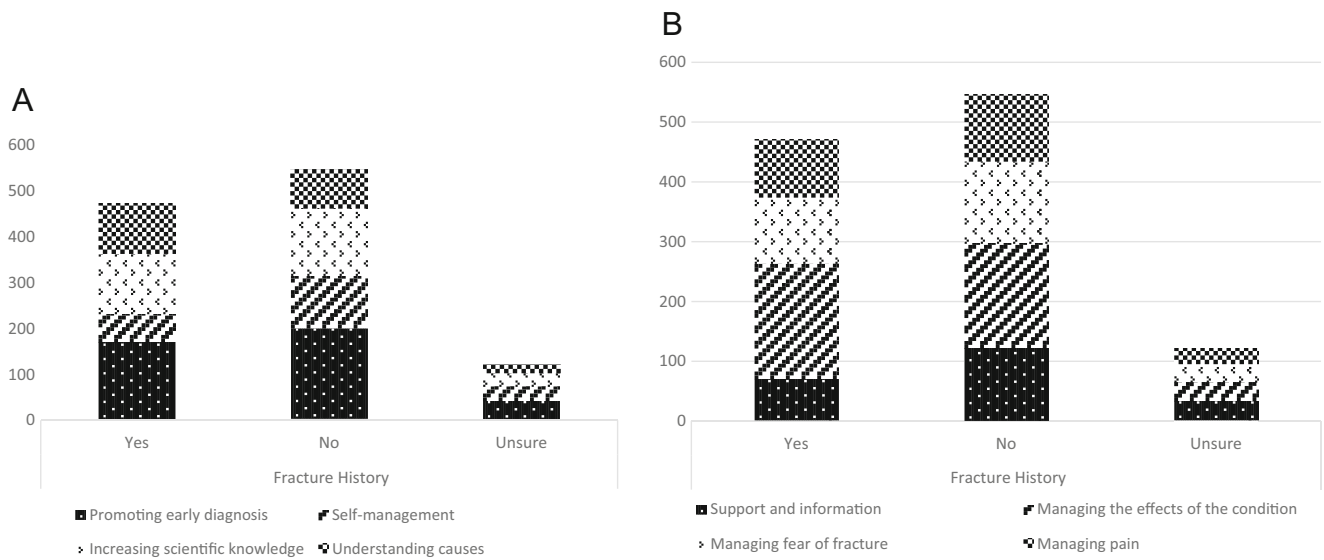 A
600
500
400
300
200
100
0
Yes No Unsure
Fracture History
Promoting early diagnosis Self-management
Increasing scientific knowledge Understanding causes
B
600
500
400
300
200
100
0
Yes No Unsure
Fracture History
Support and information Managing the effects of the condition
Managing fear of fracture Managing pain